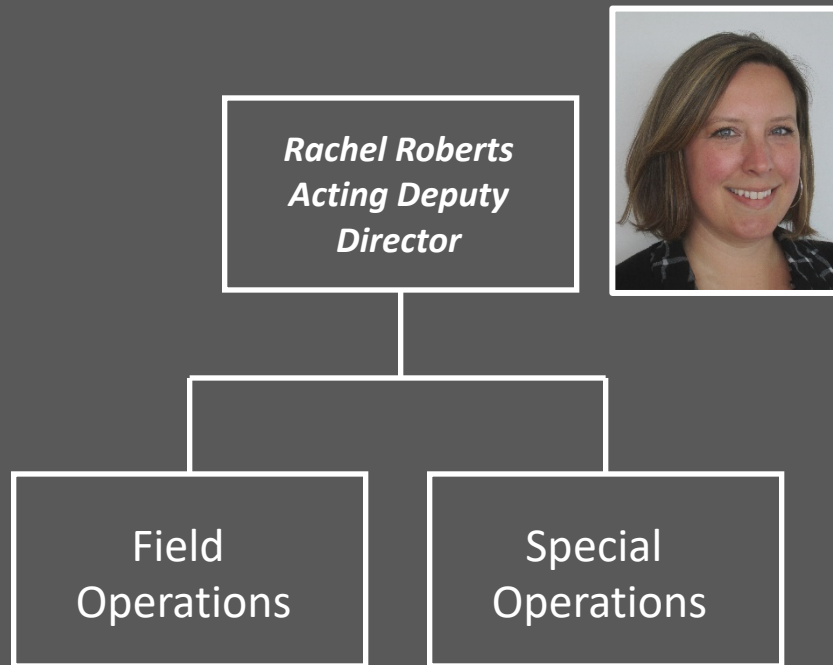 Rachel Roberts
Acting Deputy
Director
Field
Operations
Special
Operations